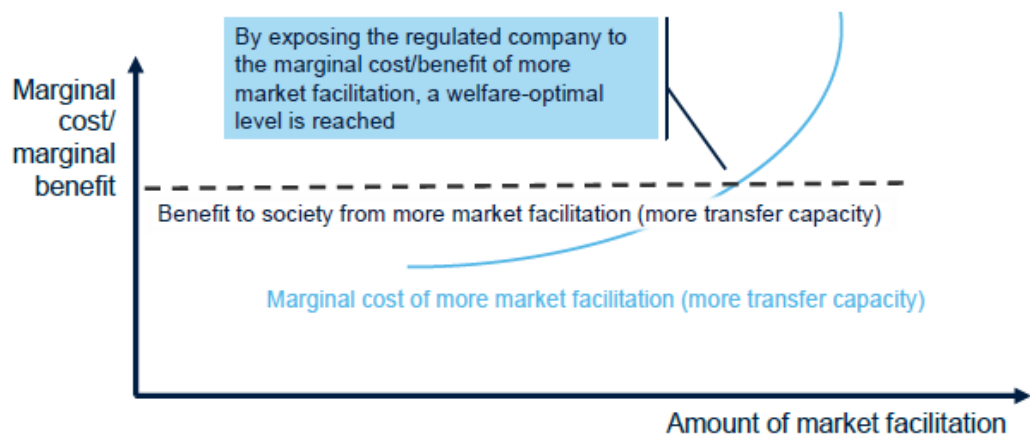 By exposing the regulated company to
the marginal cost/benefit of more
market facilitation, a welfare-optimal
level is reached
Marginal
cost/
marginal
benefit
Benefit to society from more market facilitation (more transfer capacity)
Marginal cost of more market facilitation (more transfer capacity)
Amount of market facilitation